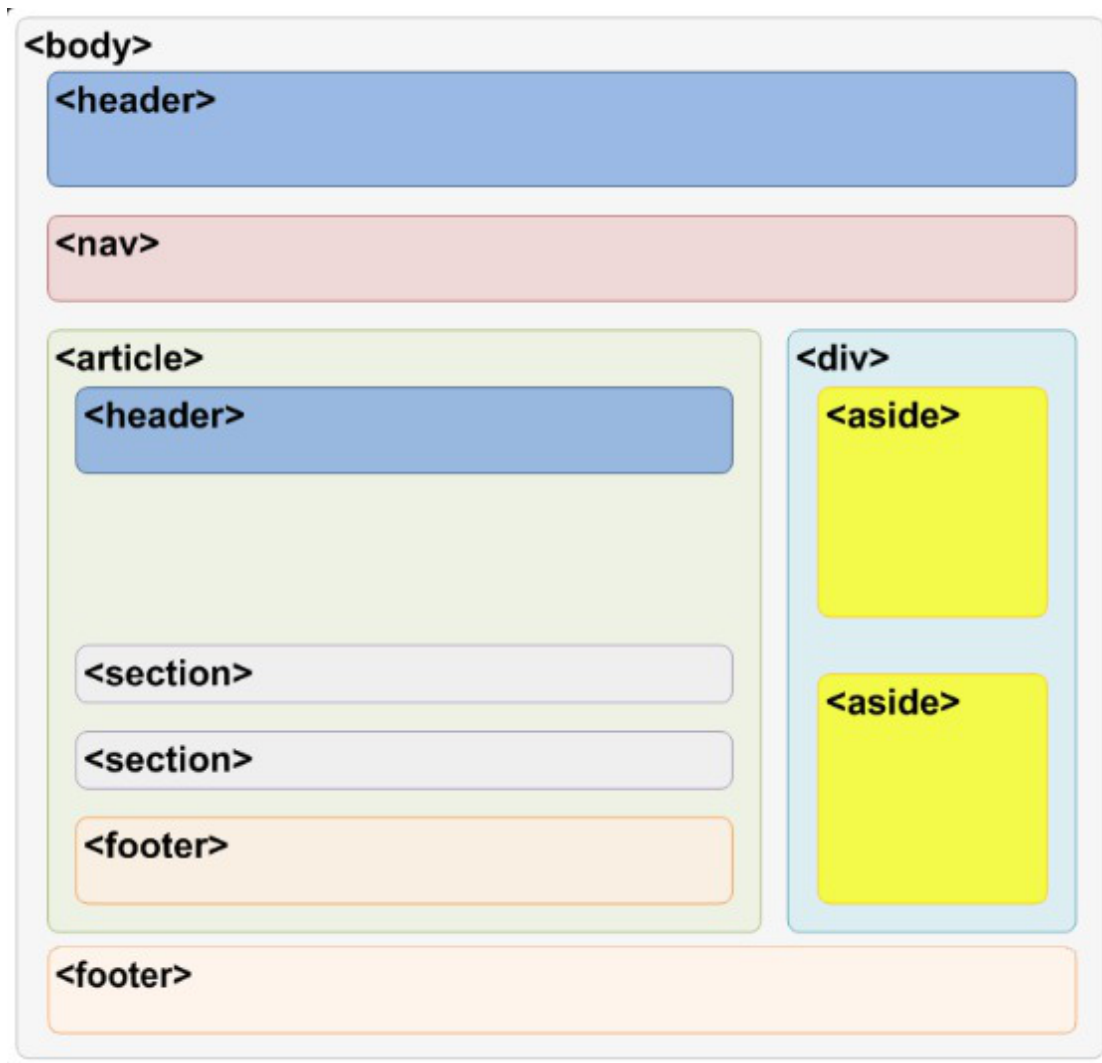 <body>
<header>
<nav>
<article>
<header>
<section>
<section>
<footer>
<div>
<aside>
<aside>
<footer>